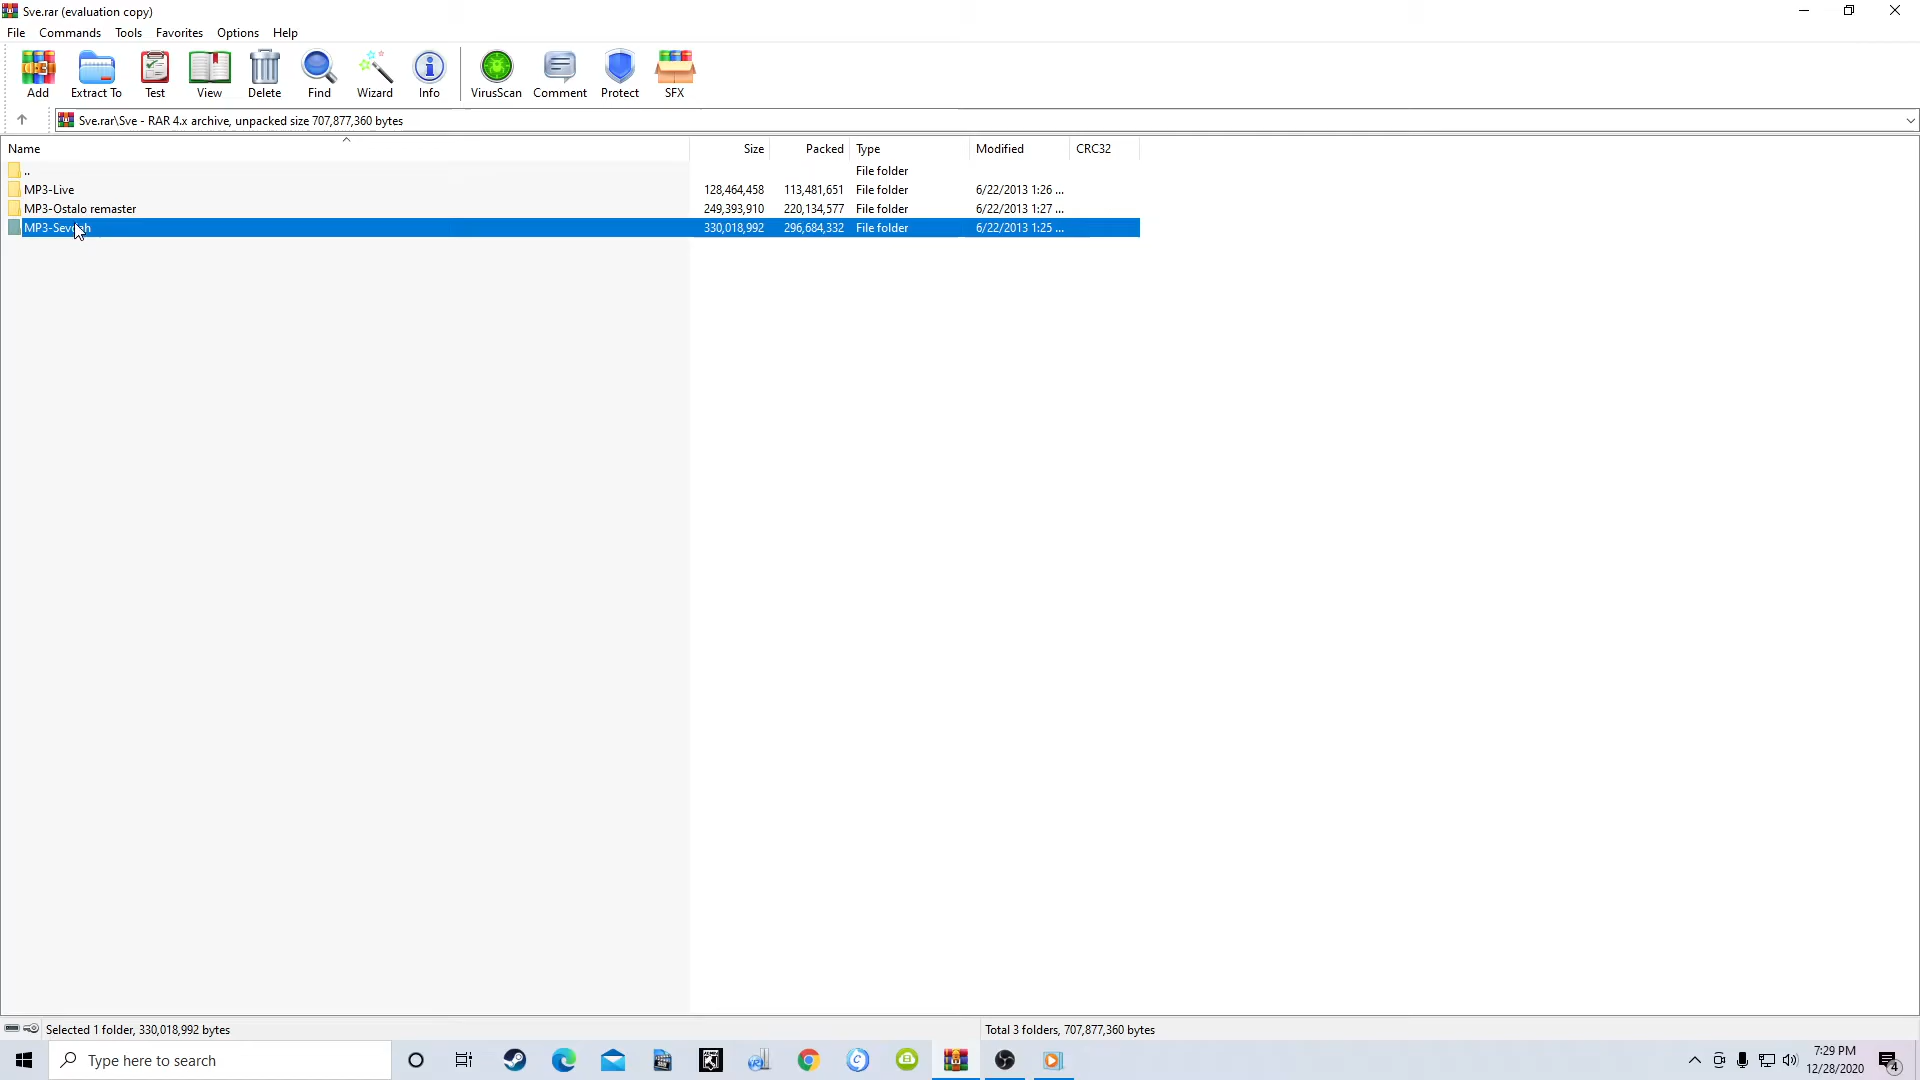 Sve.rar (evaluation copy)
File Commands Tools Favorites Options Help
Add Extract To Test View Delete Find Wizard Info VirusScan Comment Protect SFX
Sve.rar\Sve - RAR 4.x archive, unpacked size 707,877,360 bytes
Name Size Packed Type Modified CRC32
.. File folder
MP3-Live 128,464,458 113,481,651 File folder 6/22/2013 1:26 ...
MP3-Ostalo remaster 249,393,910 220,134,577 File folder 6/22/2013 1:27 ...
330,018,992 296,684,332 File folder 6/22/2013 1:25 ...
Selected 1 folder, 330,018,992 bytes Total 3 folders, 707,877,360 bytes
Type here to search 7:29 PM
12/28/2020 4